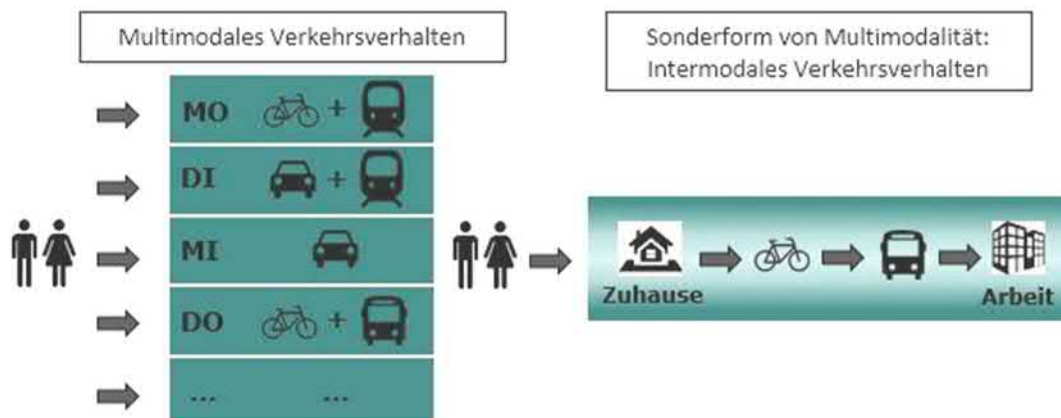 Multimodales Verkehrsverhalten
Sonderform von Multimodalität:
Intermodales Verkehrsverhalten
MO +
DI +
MI
DO +
... ...
Zuhause
Arbeit